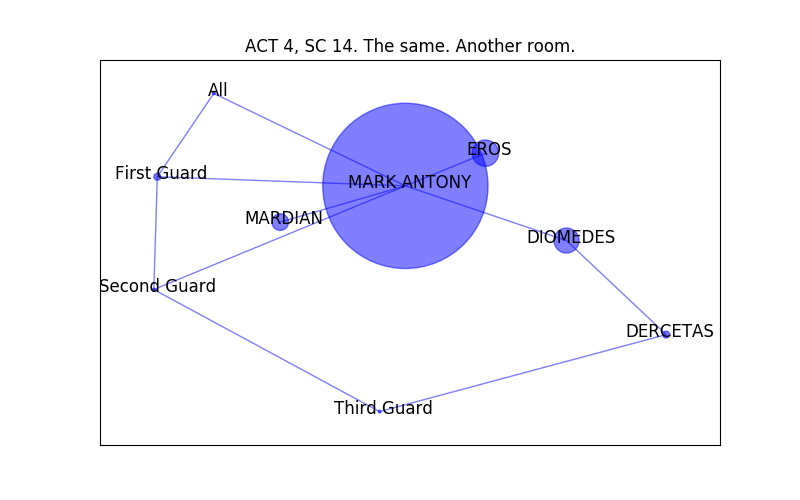 ACT 4, SC 14. The same. Another room.
All
EROS
First Guard
MARK ANTONY
MARDIAN
DIOMEDES
Second Guard
DERCETAS
Third Guard